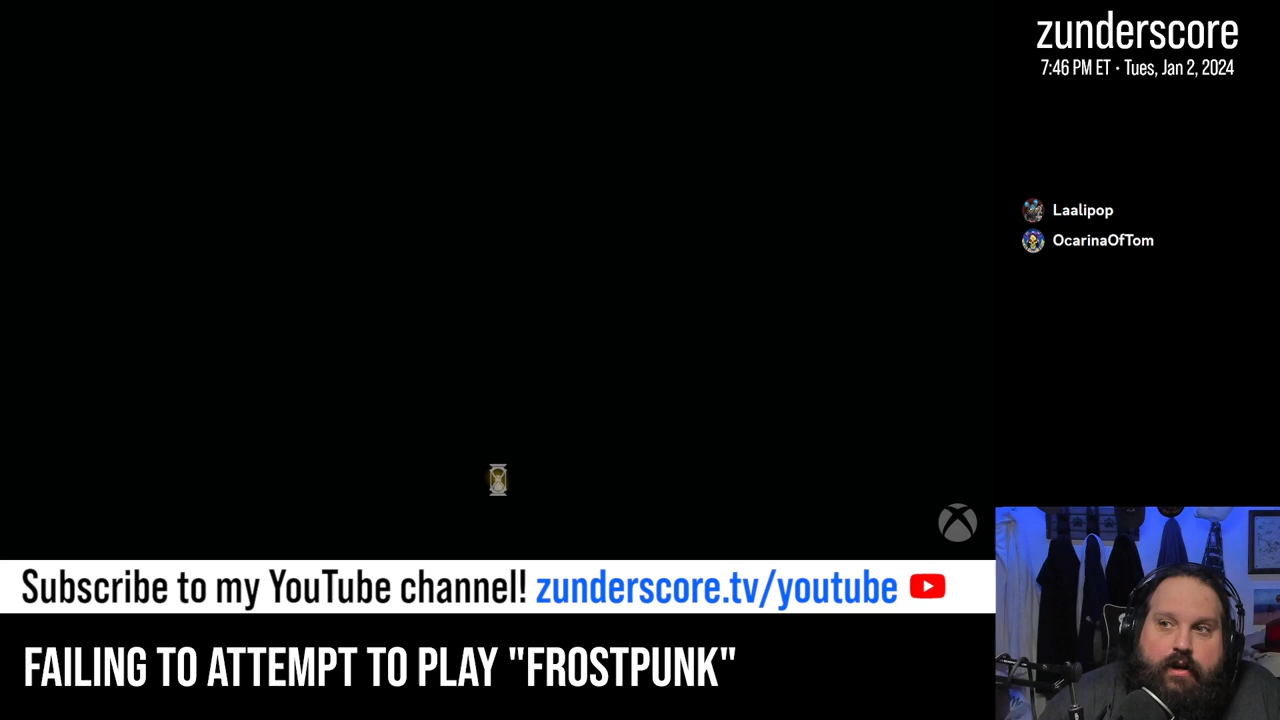 zunderscore
7:46 PM ET • Tues, Jan 2, 2024
Laalipop
OcarinaOfTom
Subscribe to my YouTube channel! zunderscore.tv/youtube
FAILING TO ATTEMPT TO PLAY "FROSTPUNK"